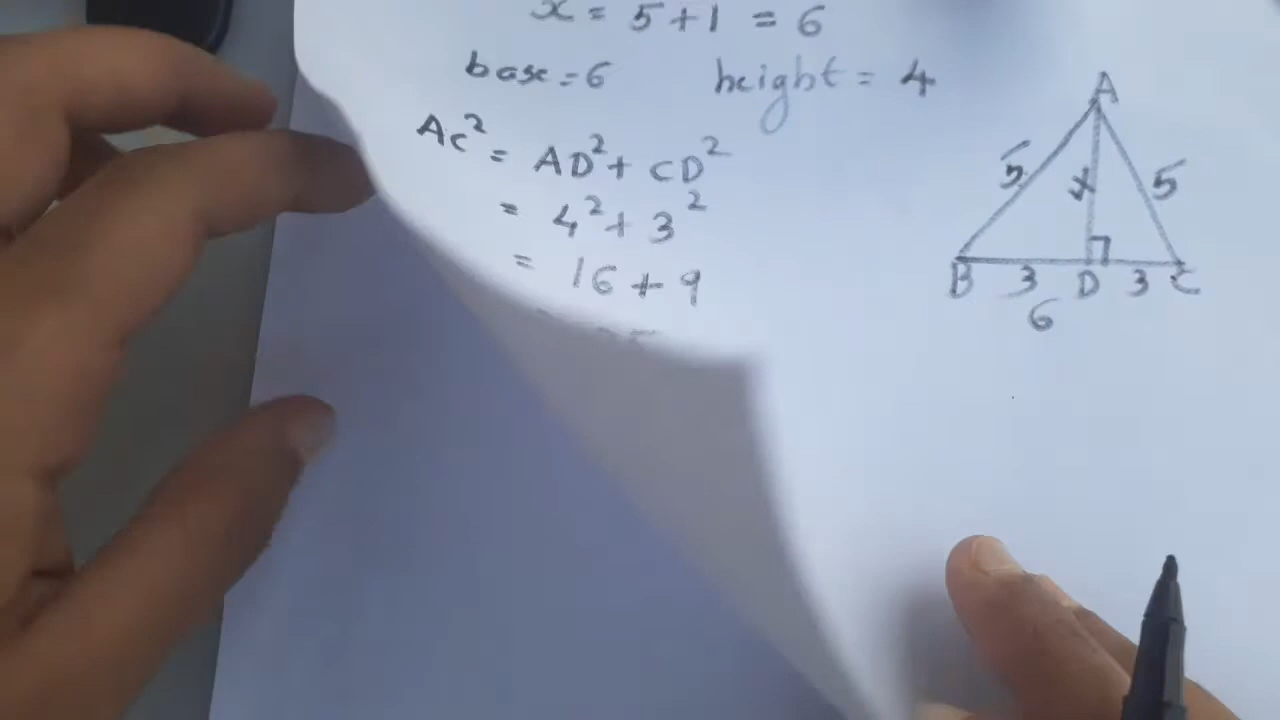 x = 5+1 = 6
base = 6 height = 4
AC² = AD² + CD²
= 4² + 3²
= 16 + 9
A
5 5
B 3 D 3 C
6